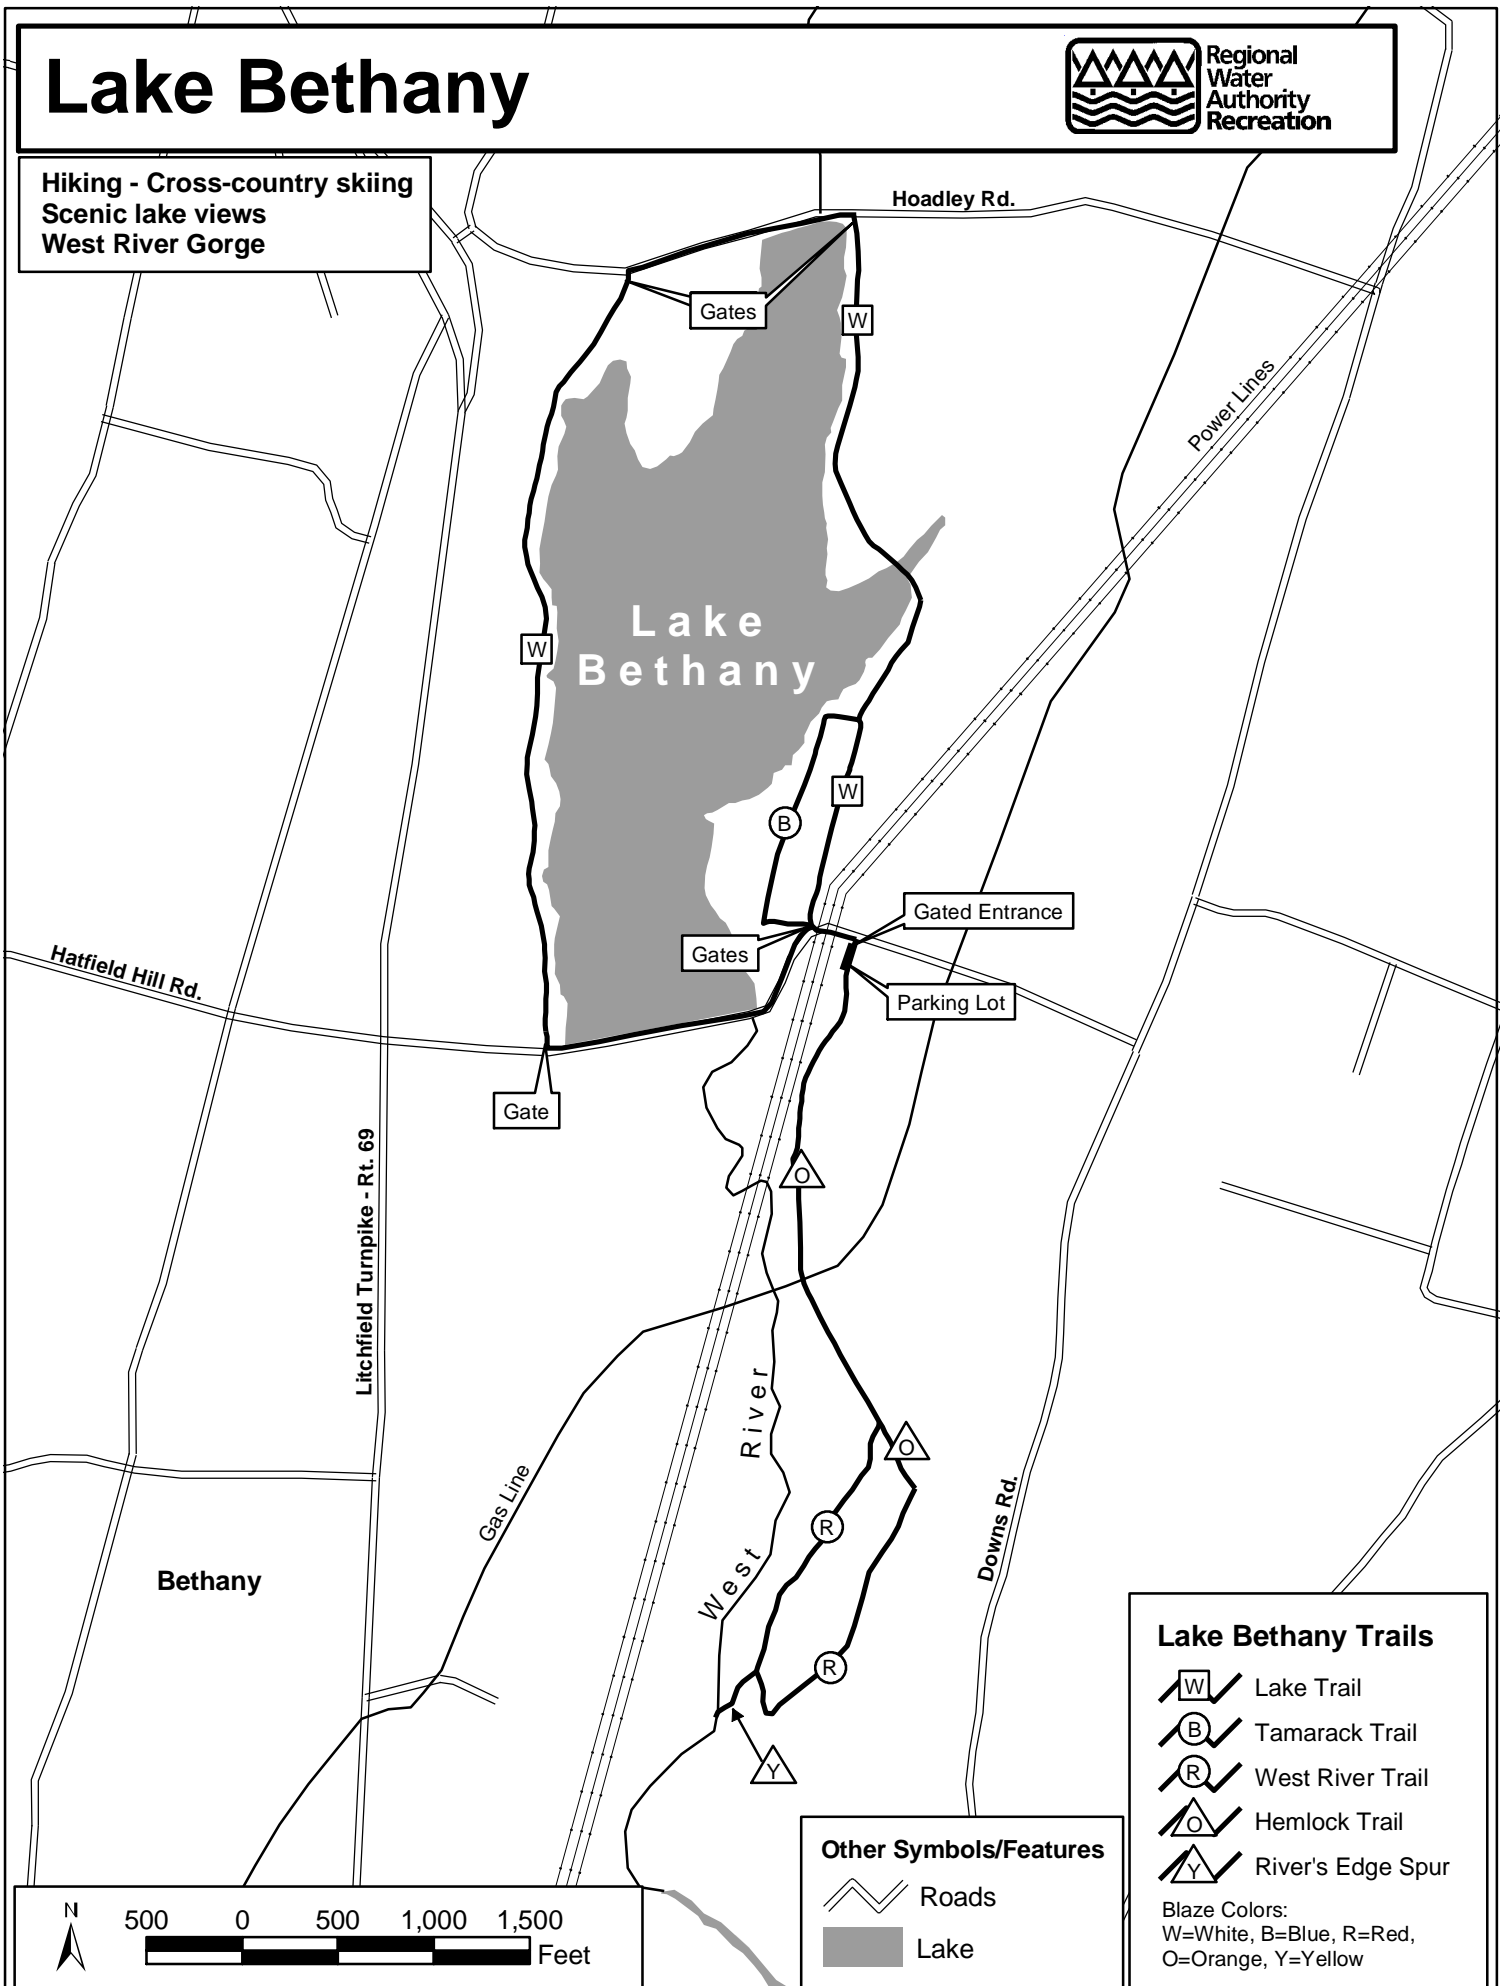 Lake Bethany
Regional
Water
Authority
Recreation
Hiking - Cross-country skiing
Scenic lake views
West River Gorge
Hoadley Rd.
Gates
W
Power Lines
Lake
Bethany
W
W
B
Gated Entrance
Gates
Hatfield Hill Rd.
Parking Lot
Gate
Litchfield Turnpike - Rt. 69
O
West River
O
Gas Line
R
Downs Rd.
Bethany
R
Y
Lake Bethany Trails
W Lake Trail
B Tamarack Trail
R West River Trail
O Hemlock Trail
Y River's Edge Spur
Blaze Colors:
W=White, B=Blue, R=Red,
O=Orange, Y=Yellow
Other Symbols/Features
Roads
Lake
N
500 0 500 1,000 1,500
Feet